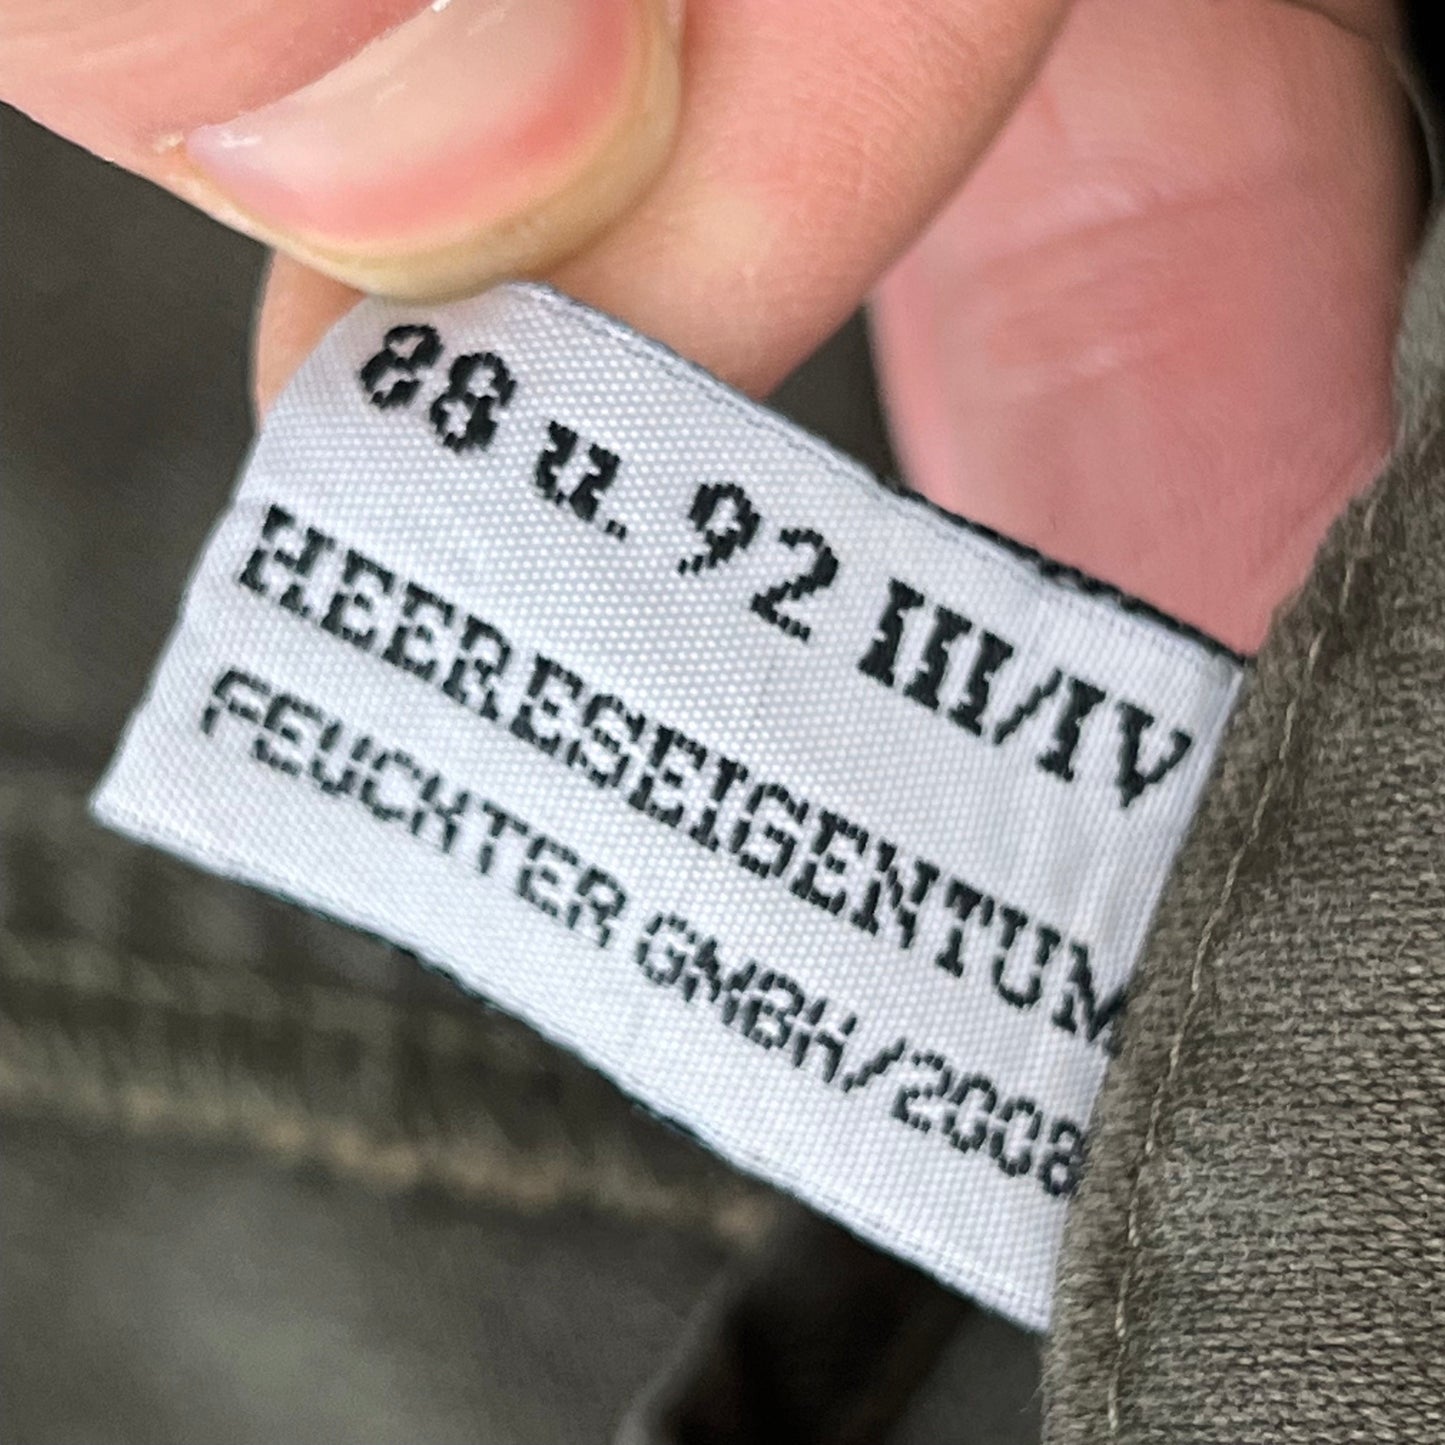 88 u. 92 III/IV
HEERESEIGENTUM
FEUCHTER GMBH/2008